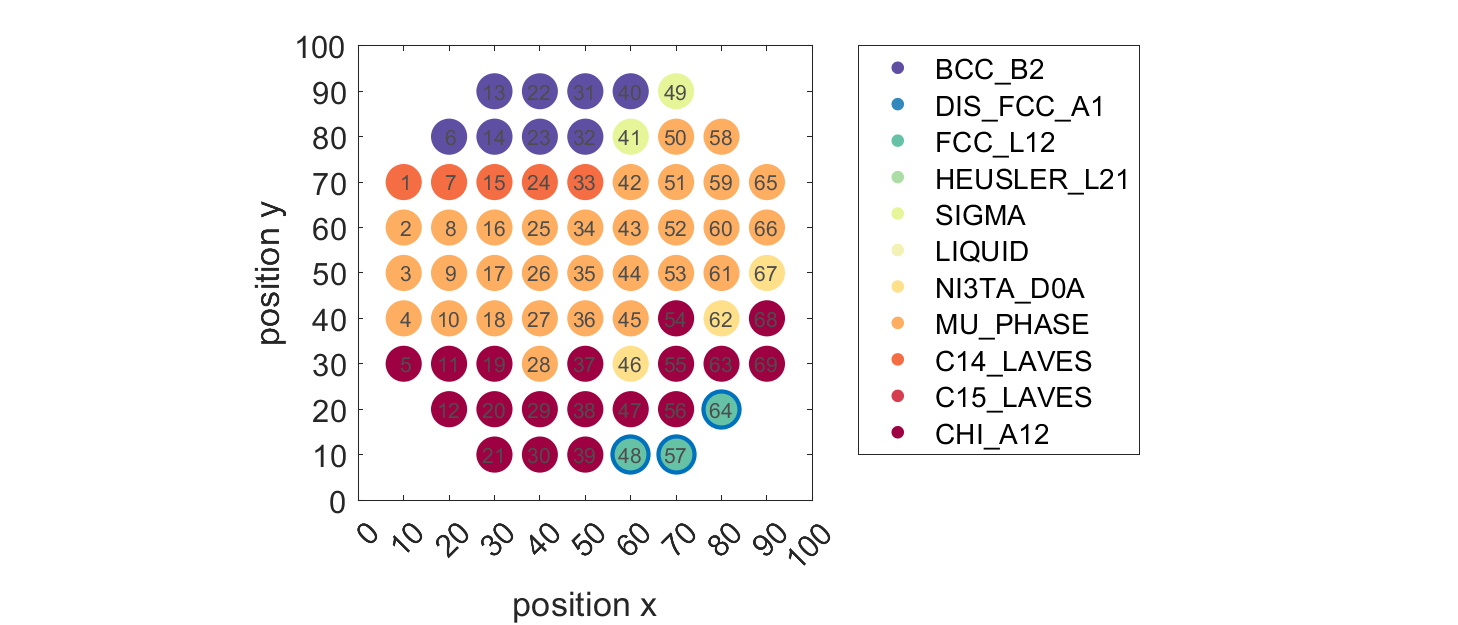 100
90
80
70
60
50
40
30
20
10
0
position y
13 22 31 40 49
6 14 23 32 41 50 58
1 7 15 24 33 42 51 59 65
2 8 16 25 34 43 52 60 66
3 9 17 26 35 44 53 61 67
4 10 18 27 36 45 54 62 68
5 11 19 28 37 46 55 63 69
12 20 29 38 47 56 64
21 30 39 48 57
0 10 20 30 40 50 60 70 80 90 100
position x
BCC_B2
DIS_FCC_A1
FCC_L12
HEUSLER_L21
SIGMA
LIQUID
NI3TA_D0A
MU_PHASE
C14_LAVES
C15_LAVES
CHI_A12